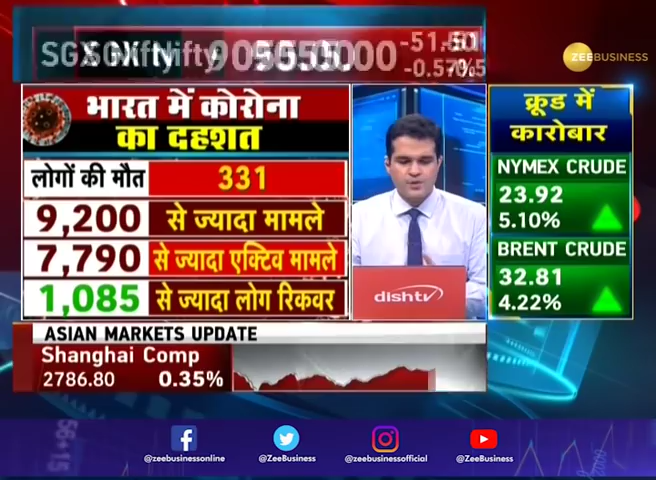 SGX Nifty
ZEEBUSINESS
भारत में कोरोना
का दहशत
लोगों की मौत 331
9,200 से ज्यादा मामले
7,790 से ज्यादा एक्टिव मामले
1,085 से ज्यादा लोग रिकवर
dishtv
क्रूड में
कारोबार
NYMEX CRUDE
23.92
5.10%
BRENT CRUDE
32.81
4.22%
ASIAN MARKETS UPDATE
Shanghai Comp
2786.80 0.35%
@zeebusinessonline
@ZeeBusiness
@zeebusinessofficial
@ZeeBusiness